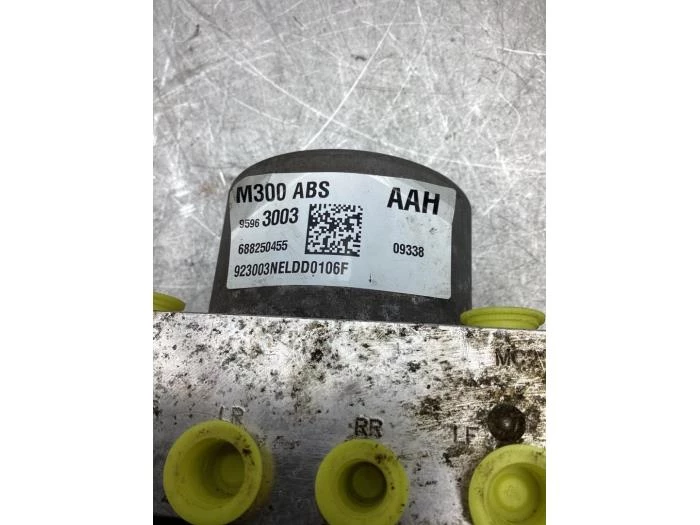 M300 ABS AAH
9596 3003
688250455 09338
923003NELDD0106F
MC
LR RR LF